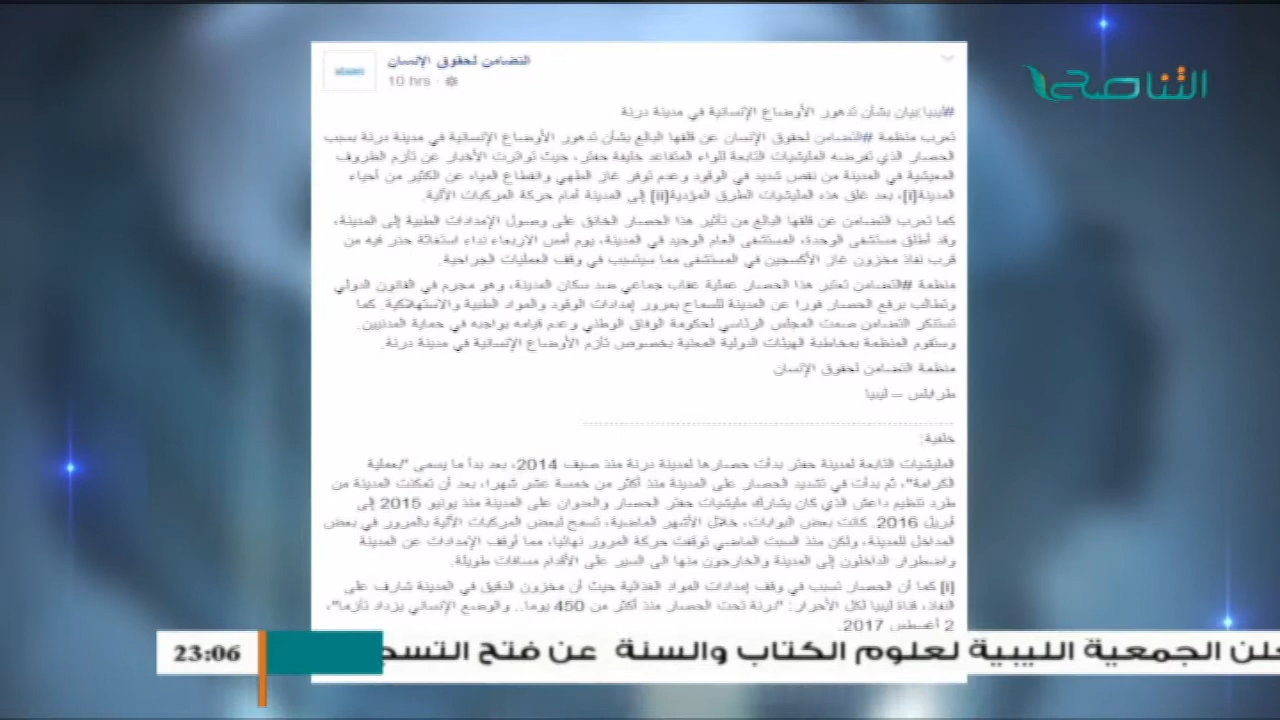 التناصح
التضامن لحقوق الإنسان
10 hrs
#ليبيا|بيان بشأن تدهور الأوضاع الإنسانية في مدينة درنة
تعرب منظمة #التضامن لحقوق الإنسان عن قلقها البالغ بشأن تدهور الأوضاع الإنسانية في مدينة درنة بسبب
الحصار الذي تفرضه المليشيات التابعة للواء المتقاعد خليفة حفتر، حيث تواترت الأخبار عن تأزم الظروف
المعيشية في المدينة من نقص شديد في الوقود وعدم توفر غاز الطهي وانقطاع المياه عن الكثير من أحياء
المدينة[i]، بعد غلق هذه المليشيات الطرق المؤدية[ii] إلى المدينة أمام حركة المركبات الآلية.
كما تعرب التضامن عن قلقها البالغ من تأثير هذا الحصار الخانق على وصول الإمدادات الطبية إلى المدينة،
وقد أطلق مستشفى الوحدة، المستشفى العام الوحيد في المدينة، يوم أمس الاربعاء نداء استغاثة حذر فيه من
قرب نفاذ مخزون غاز الأكسجين في المستشفى مما سيتسبب في وقف العمليات الجراحية.
منظمة #التضامن تعتبر هذا الحصار عملية عقاب جماعي ضد سكان المدينة، وهو مجرم في القانون الدولي
وتطالب برفع الحصار فورا عن المدينة للسماح بمرور إمدادات الوقود والمواد الطبية والاستهلاكية. كما
تستنكر التضامن صمت المجلس الرئاسي لحكومة الوفاق الوطني وعدم قيامه بواجبه في حماية المدنيين.
وستقوم المنظمة بمخاطبة الهيئات الدولية المعنية بخصوص تأزم الأوضاع الإنسانية في مدينة درنة.
منظمة التضامن لحقوق الإنسان
طرابلس – ليبيا
خلفية:
المليشيات التابعة لمدينة حفتر بدأت حصارها لمدينة درنة منذ صيف 2014، بعد بدأ ما يسمى "بعملية
الكرامة"، ثم بدأت في تشديد الحصار على المدينة منذ أكثر من خمسة عشر شهرا، بعد أن تمكنت المدينة من
طرد تنظيم داعش الذي كان يشارك مليشيات حفتر الحصار والعدوان على المدينة منذ يونيو 2015 إلى
أبريل 2016. كانت بعض البوابات، خلال الأشهر الماضية، تسمح لبعض المركبات الآلية بالمرور في بعض
المداخل للمدينة، ولكن منذ السبت الماضي توقفت حركة المرور نهائيا، مما أوقف الإمدادات عن المدينة
واضطرار الداخلون إلى المدينة والخارجون منها الى السير على الأقدام مسافات طويلة.
[i] كما أن الحصار تسبب في وقف إمدادات المواد الغذائية حيث أن مخزون الدقيق في المدينة شارف على
النفاذ، قناة ليبيا لكل الأحرار: "درنة تحت الحصار منذ أكثر من 450 يوما.. والوضع الإنساني يزداد تأزما"،
2 أغسطس 2017.
علن الجمعية الليبية لعلوم الكتاب والسنة عن فتح التسج
23:06